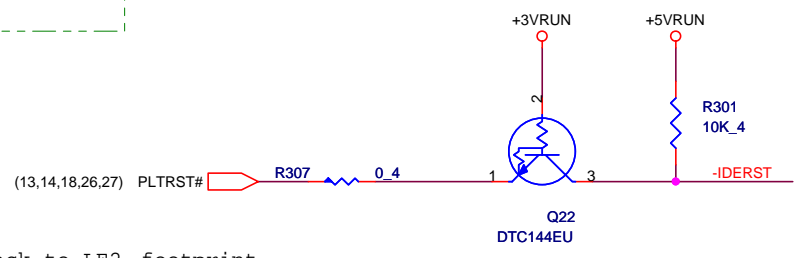 +3VRUN
+5VRUN
2
R301
10K_4
(13,14,18,26,27) PLTRST#
R307
0_4
1
3
-IDERST
Q22
DTC144EU